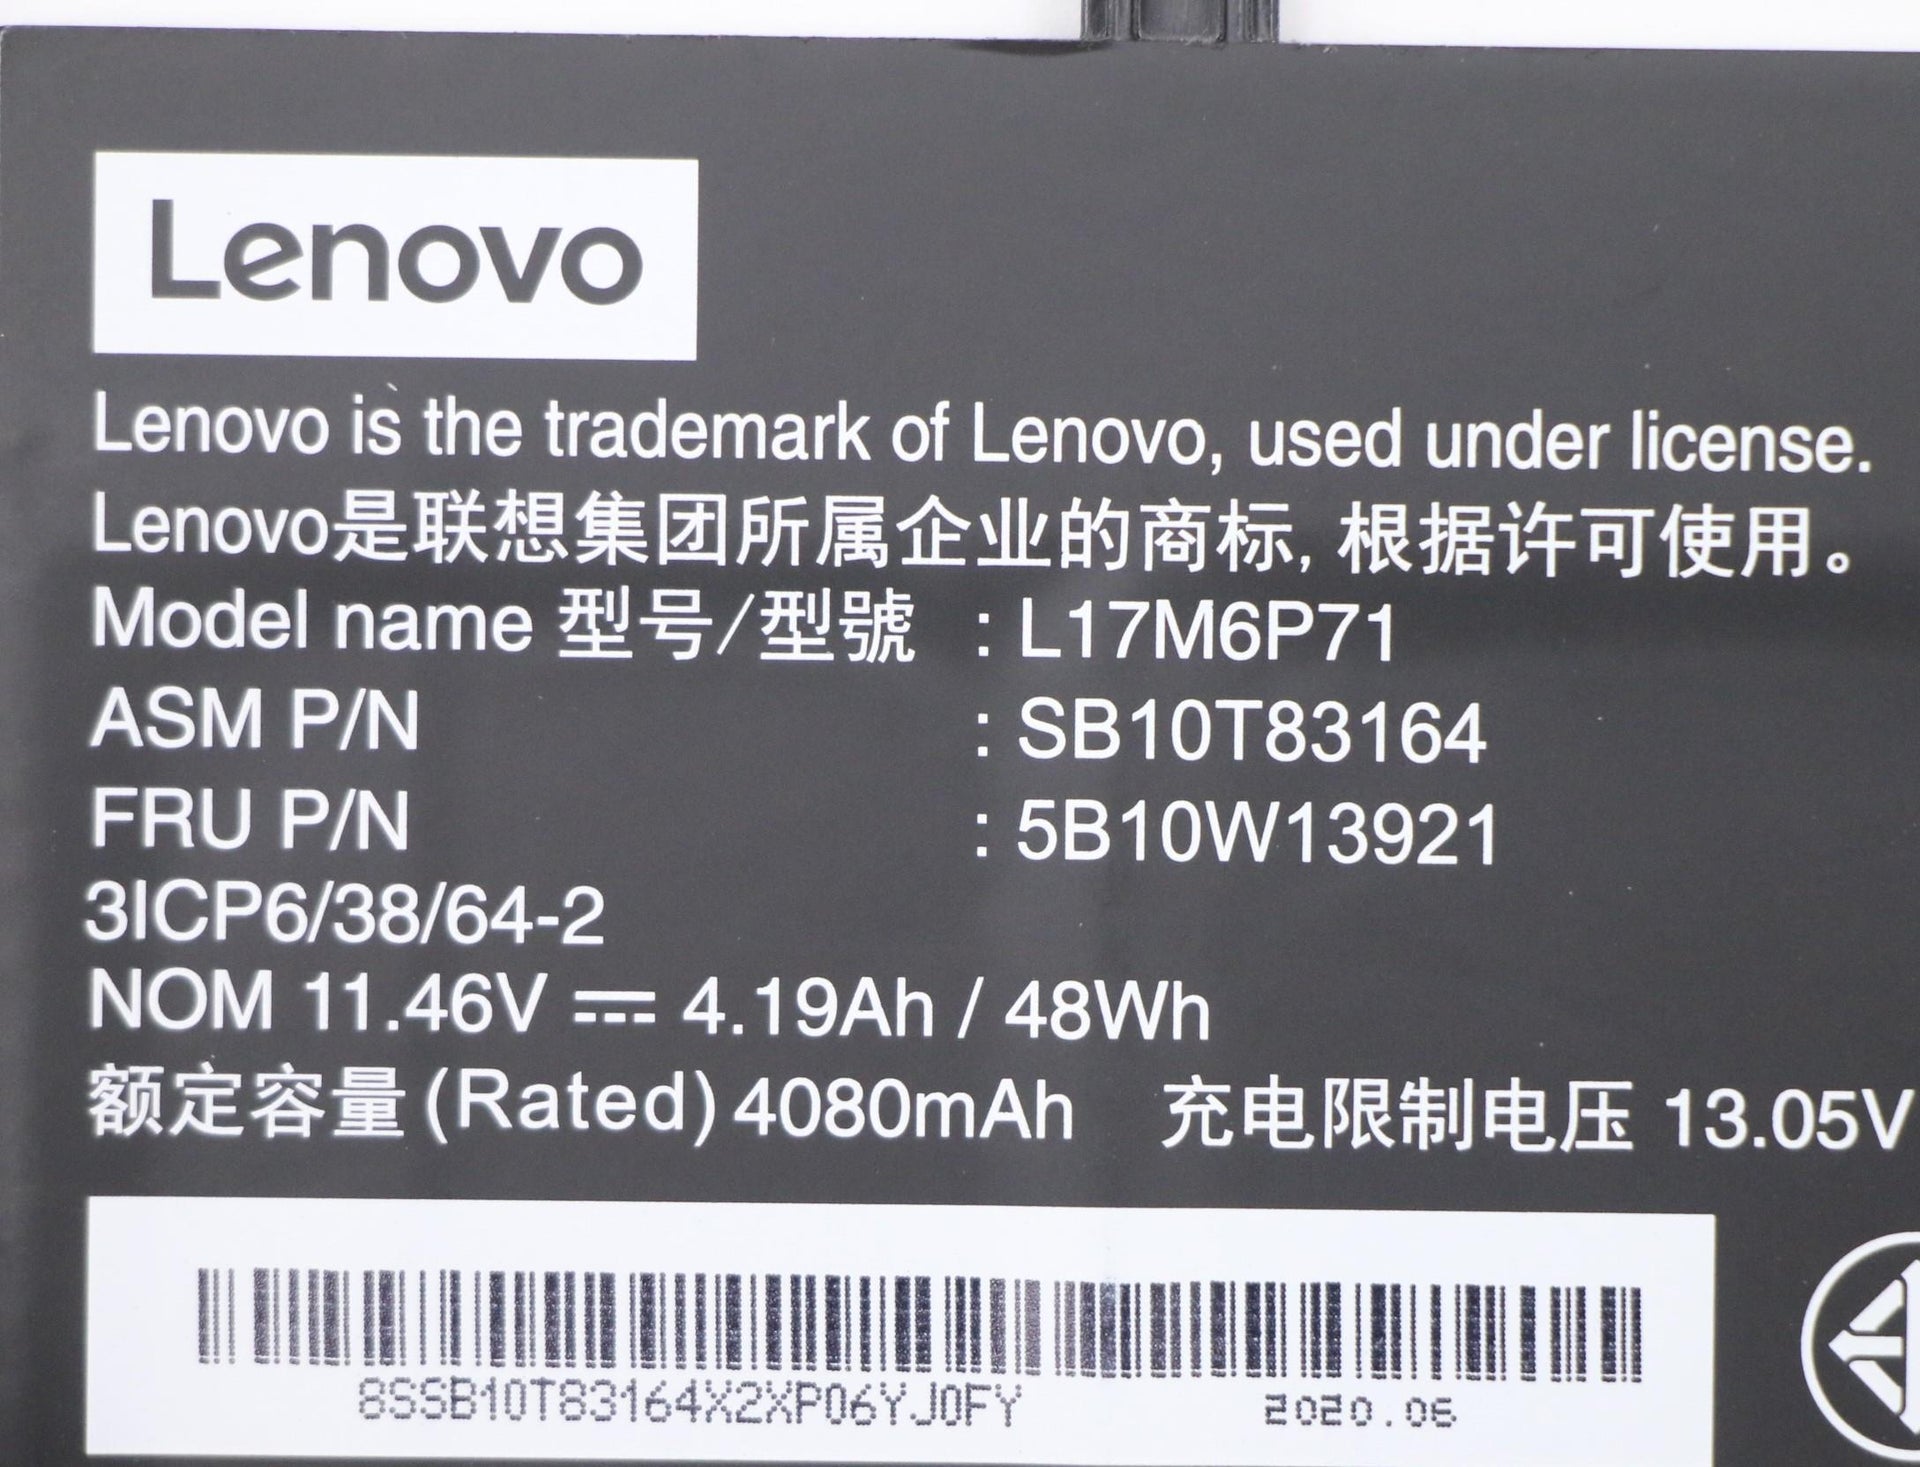 Lenovo
Lenovo is the trademark of Lenovo, used under license.
Lenovo是联想集团所属企业的商标, 根据许可使用。
Model name 型号/型號 : L17M6P71
ASM P/N : SB10T83164
FRU P/N : 5B10W13921
3ICP6/38/64-2
NOM 11.46V ⎓ 4.19Ah / 48Wh
额定容量(Rated) 4080mAh 充电限制电压 13.05V
8SSB10T83164X2XP06YJ0FY 2020.06